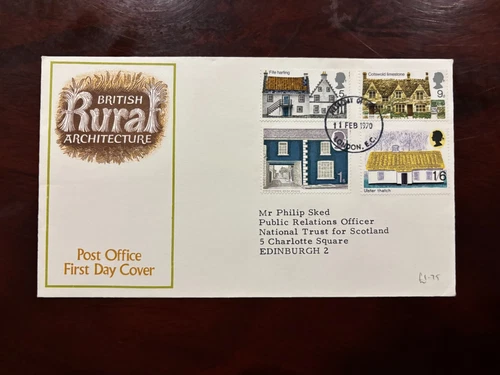 BRITISH
Rural
ARCHITECTURE
Post Office
First Day Cover
Fife harling
5
Cotswold limestone
9
11 FEB 1970
LONDON, E.C.
1
Ulster thatch
1'6
Mr Philip Sked
Public Relations Officer
National Trust for Scotland
5 Charlotte Square
EDINBURGH 2